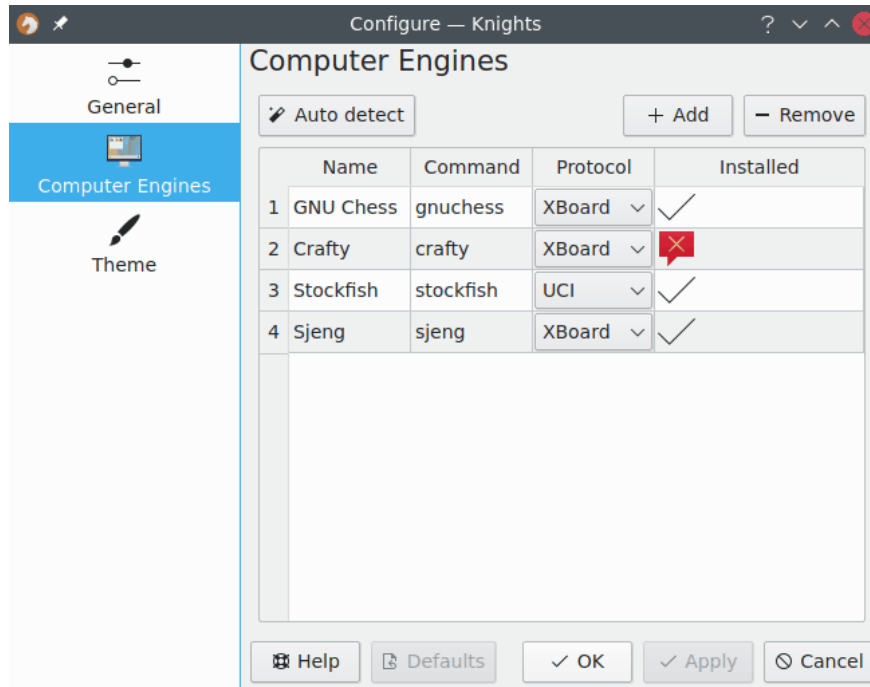 Configure — Knights
General
Computer Engines
Theme
Computer Engines
Auto detect
Add
Remove
Name Command Protocol Installed
1 GNU Chess gnuchess XBoard
2 Crafty crafty XBoard
3 Stockfish stockfish UCI
4 Sjeng sjeng XBoard
Help Defaults OK Apply Cancel